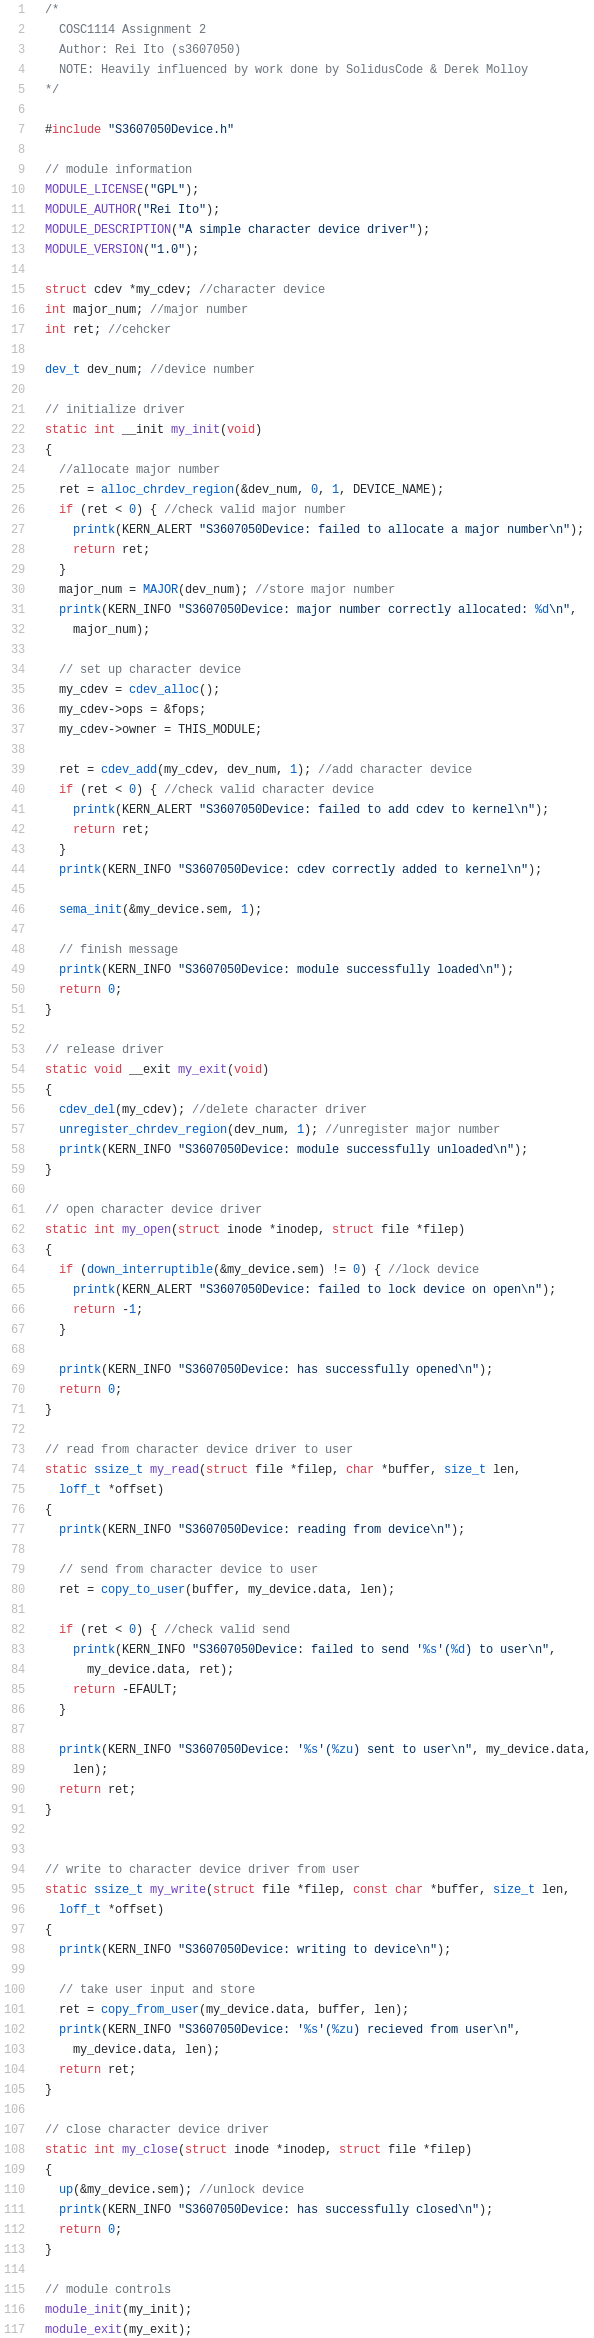 1 /*
2 COSC1114 Assignment 2
3 Author: Rei Ito (s3607050)
4 NOTE: Heavily influenced by work done by SolidusCode & Derek Molloy
5 */
6
7 #include "S3607050Device.h"
8
9 // module information
10 MODULE_LICENSE("GPL");
11 MODULE_AUTHOR("Rei Ito");
12 MODULE_DESCRIPTION("A simple character device driver");
13 MODULE_VERSION("1.0");
14
15 struct cdev *my_cdev; //character device
16 int major_num; //major number
17 int ret; //cehcker
18
19 dev_t dev_num; //device number
20
21 // initialize driver
22 static int __init my_init(void)
23 {
24   //allocate major number
25   ret = alloc_chrdev_region(&dev_num, 0, 1, DEVICE_NAME);
26   if (ret < 0) { //check valid major number
27     printk(KERN_ALERT "S3607050Device: failed to allocate a major number\n");
28     return ret;
29   }
30   major_num = MAJOR(dev_num); //store major number
31   printk(KERN_INFO "S3607050Device: major number correctly allocated: %d\n",
32     major_num);
33
34   // set up character device
35   my_cdev = cdev_alloc();
36   my_cdev->ops = &fops;
37   my_cdev->owner = THIS_MODULE;
38
39   ret = cdev_add(my_cdev, dev_num, 1); //add character device
40   if (ret < 0) { //check valid character device
41     printk(KERN_ALERT "S3607050Device: failed to add cdev to kernel\n");
42     return ret;
43   }
44   printk(KERN_INFO "S3607050Device: cdev correctly added to kernel\n");
45
46   sema_init(&my_device.sem, 1);
47
48   // finish message
49   printk(KERN_INFO "S3607050Device: module successfully loaded\n");
50   return 0;
51 }
52
53 // release driver
54 static void __exit my_exit(void)
55 {
56   cdev_del(my_cdev); //delete character driver
57   unregister_chrdev_region(dev_num, 1); //unregister major number
58   printk(KERN_INFO "S3607050Device: module successfully unloaded\n");
59 }
60
61 // open character device driver
62 static int my_open(struct inode *inodep, struct file *filep)
63 {
64   if (down_interruptible(&my_device.sem) != 0) { //lock device
65     printk(KERN_ALERT "S3607050Device: failed to lock device on open\n");
66     return -1;
67   }
68
69   printk(KERN_INFO "S3607050Device: has successfully opened\n");
70   return 0;
71 }
72
73 // read from character device driver to user
74 static ssize_t my_read(struct file *filep, char *buffer, size_t len,
75   loff_t *offset)
76 {
77   printk(KERN_INFO "S3607050Device: reading from device\n");
78
79   // send from character device to user
80   ret = copy_to_user(buffer, my_device.data, len);
81
82   if (ret < 0) { //check valid send
83     printk(KERN_INFO "S3607050Device: failed to send '%s'(%d) to user\n",
84       my_device.data, ret);
85     return -EFAULT;
86   }
87
88   printk(KERN_INFO "S3607050Device: '%s'(%zu) sent to user\n", my_device.data,
89     len);
90   return ret;
91 }
92
93
94 // write to character device driver from user
95 static ssize_t my_write(struct file *filep, const char *buffer, size_t len,
96   loff_t *offset)
97 {
98   printk(KERN_INFO "S3607050Device: writing to device\n");
99
100   // take user input and store
101   ret = copy_from_user(my_device.data, buffer, len);
102   printk(KERN_INFO "S3607050Device: '%s'(%zu) recieved from user\n",
103     my_device.data, len);
104   return ret;
105 }
106
107 // close character device driver
108 static int my_close(struct inode *inodep, struct file *filep)
109 {
110   up(&my_device.sem); //unlock device
111   printk(KERN_INFO "S3607050Device: has successfully closed\n");
112   return 0;
113 }
114
115 // module controls
116 module_init(my_init);
117 module_exit(my_exit);